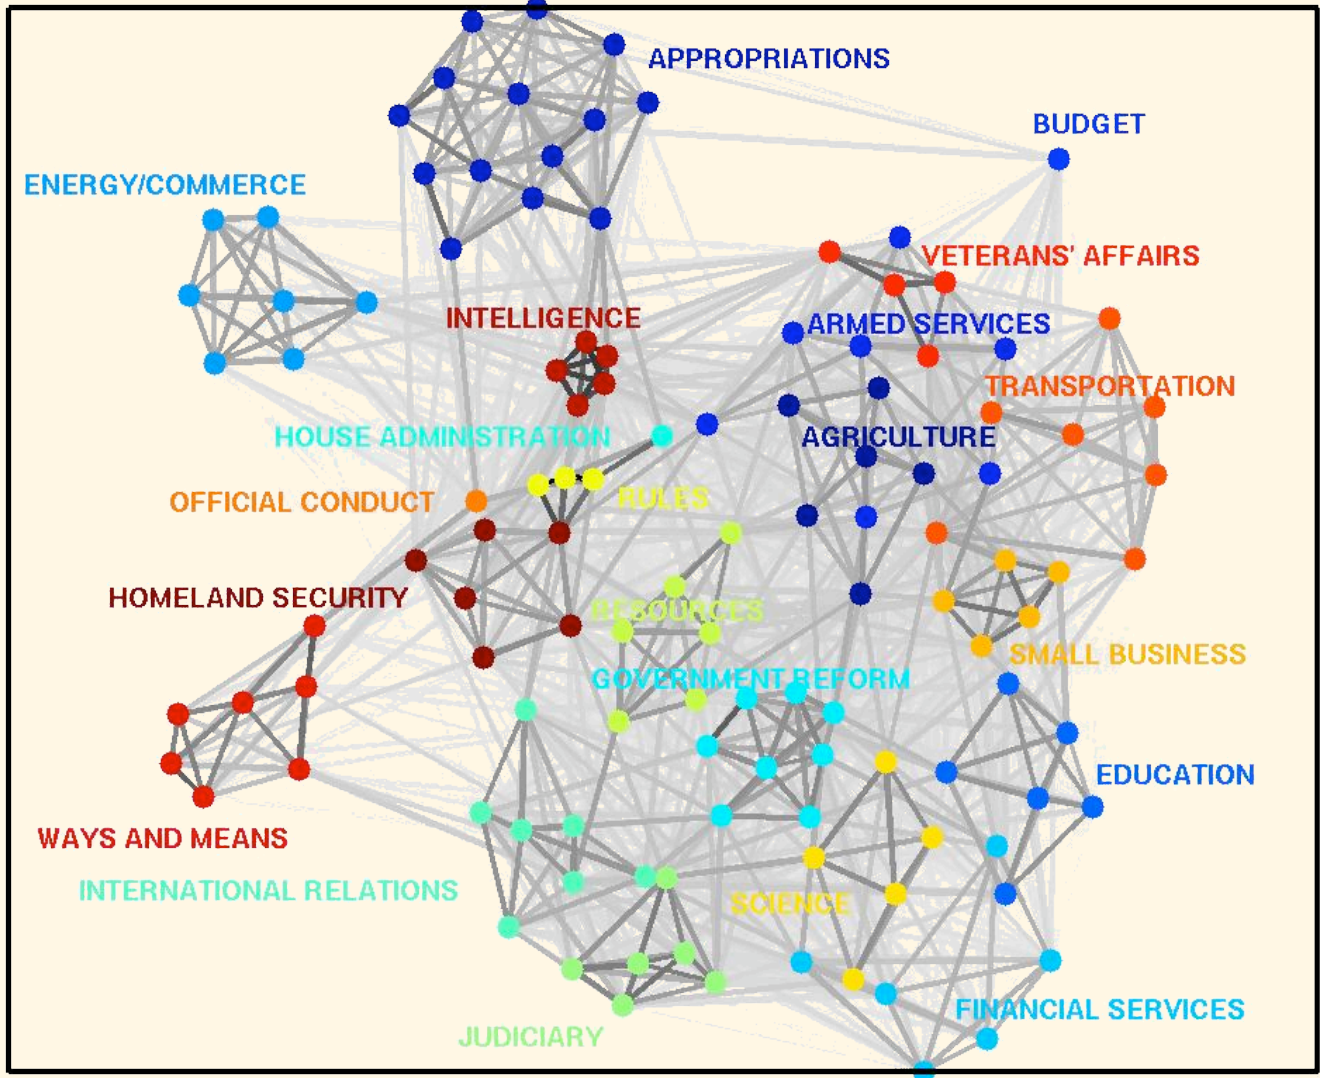 APPROPRIATIONS
BUDGET
ENERGY/COMMERCE
VETERANS' AFFAIRS
INTELLIGENCE
ARMED SERVICES
TRANSPORTATION
HOUSE ADMINISTRATION
AGRICULTURE
OFFICIAL CONDUCT
RULES
HOMELAND SECURITY
RESOURCES
SMALL BUSINESS
GOVERNMENT REFORM
EDUCATION
WAYS AND MEANS
INTERNATIONAL RELATIONS
SCIENCE
FINANCIAL SERVICES
JUDICIARY